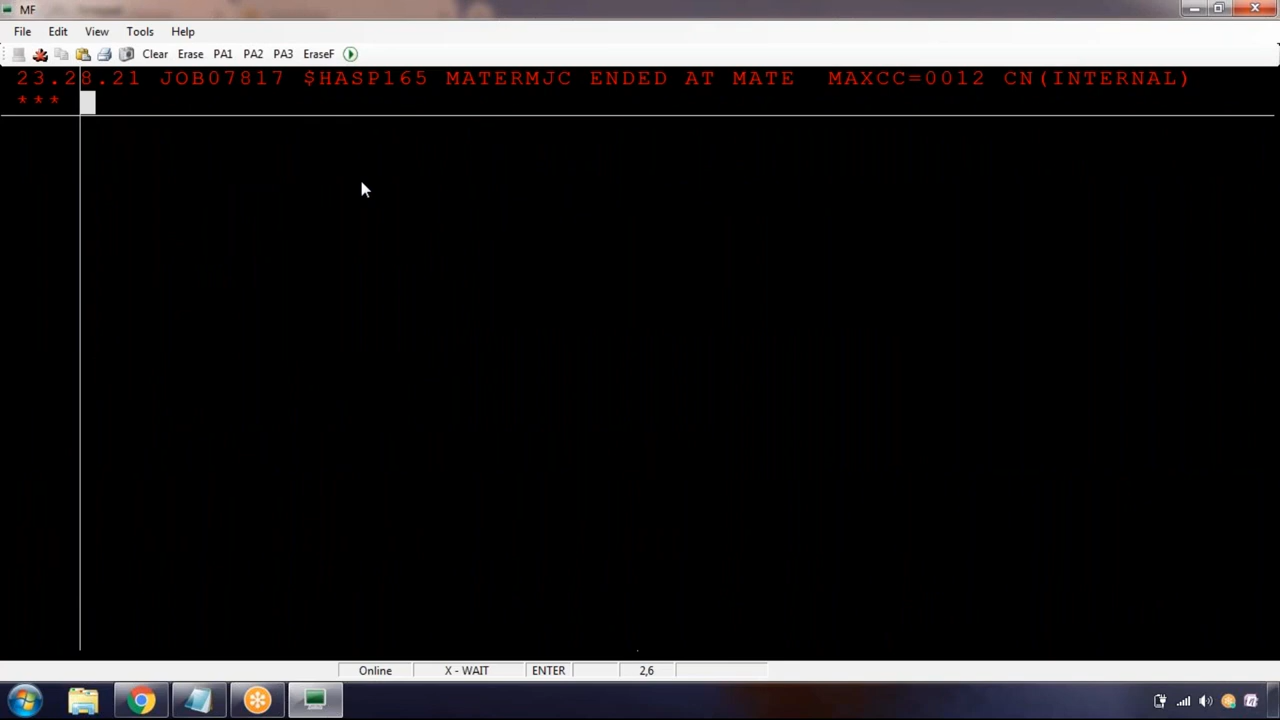 MF
File Edit View Tools Help
Clear Erase PA1 PA2 PA3 EraseF
23.28.21 JOB07817 $HASP165 MATERMJC ENDED AT MATE MAXCC=0012 CN(INTERNAL)
***
Online X - WAIT ENTER 2,6